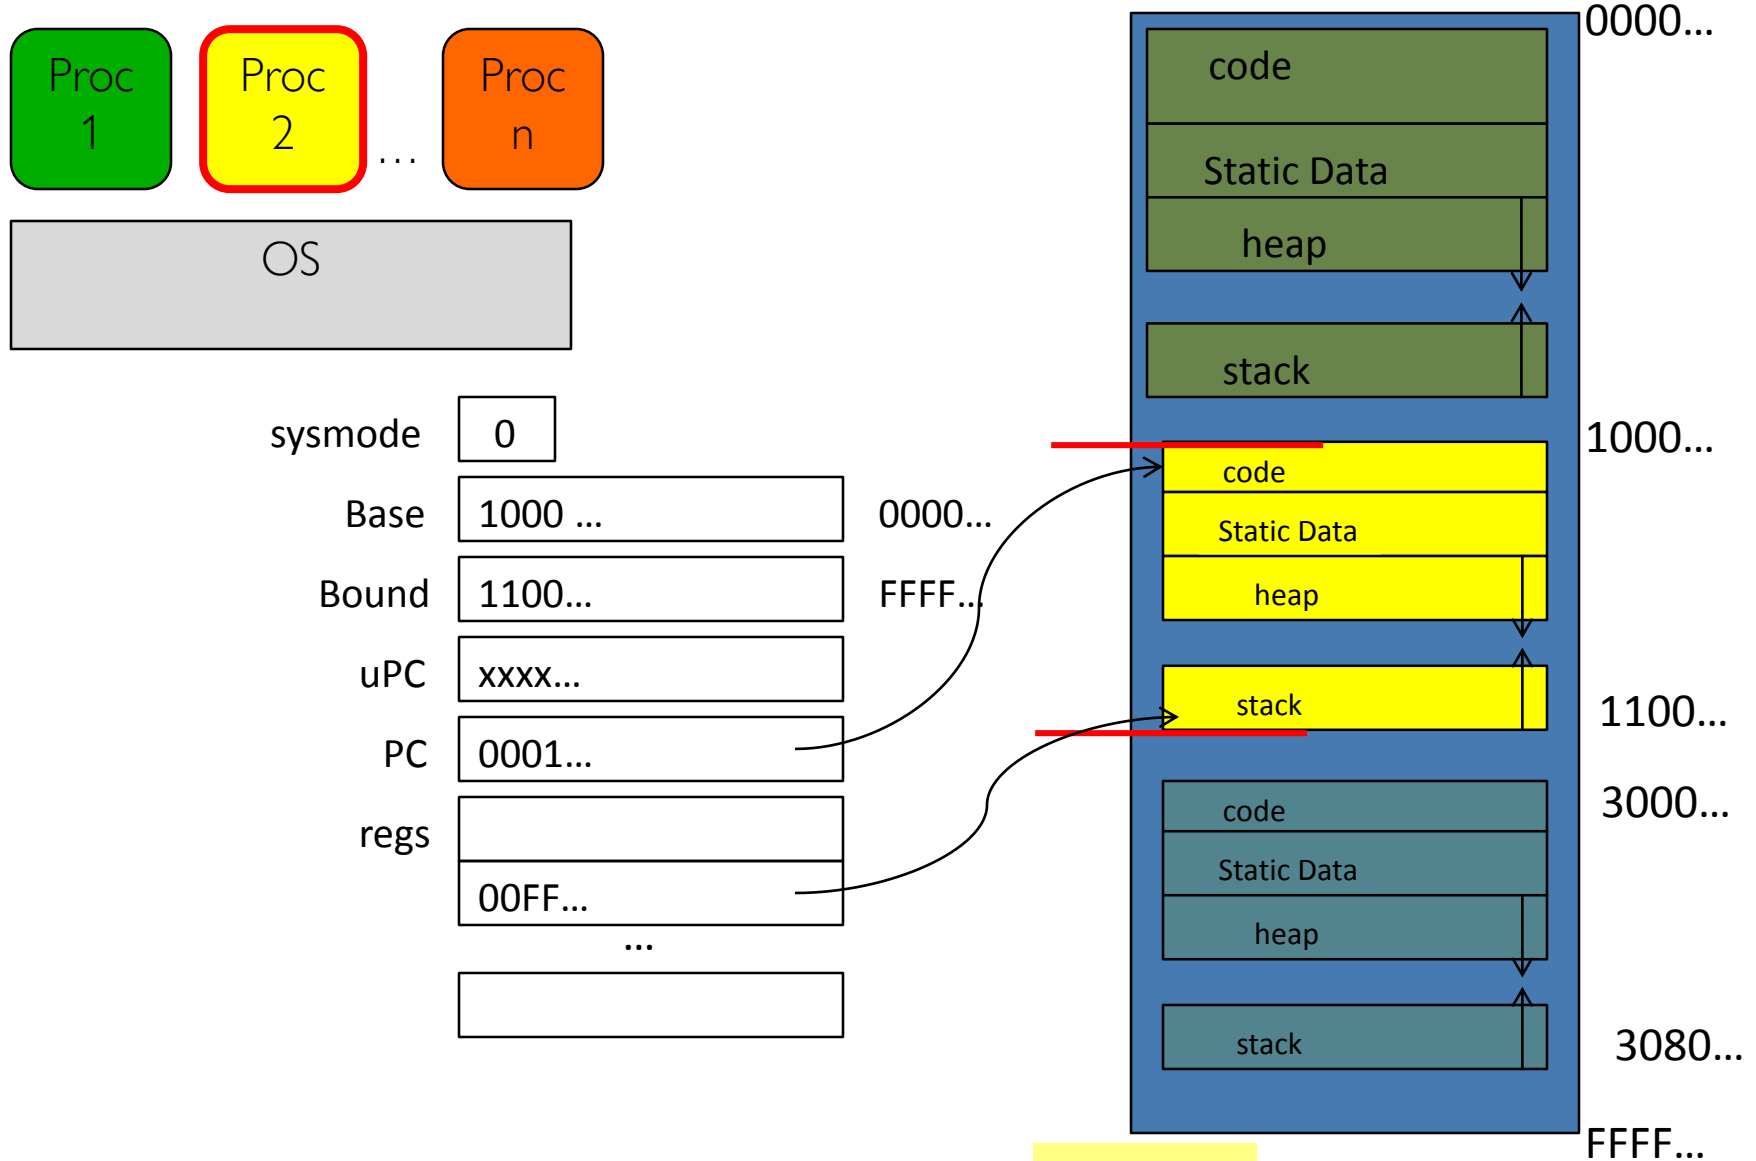 Proc
1
Proc
2
...
Proc
n
OS
sysmode
0
Base
1000 ...
0000...
Bound
1100...
FFFF...
uPC
xxxx...
PC
0001...
regs
00FF...
...
0000...
code
Static Data
heap
stack
1000...
code
Static Data
heap
stack
1100...
3000...
code
Static Data
heap
stack
3080...
FFFF...